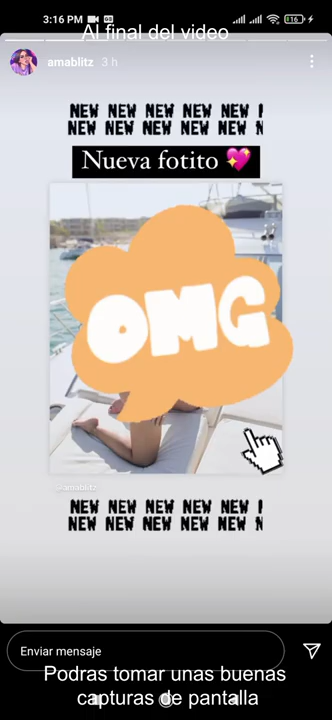 3:16 PM
116
Al final del video
amablitz 3 h
NEW NEW NEW NEW NEW
NEW NEW NEW NEW NEW N
Nueva fotito
OMG
@amablitz
NEW NEW NEW NEW NEW
NEW NEW NEW NEW NEW N
Enviar mensaje
Podras tomar unas buenas
capturas de pantalla